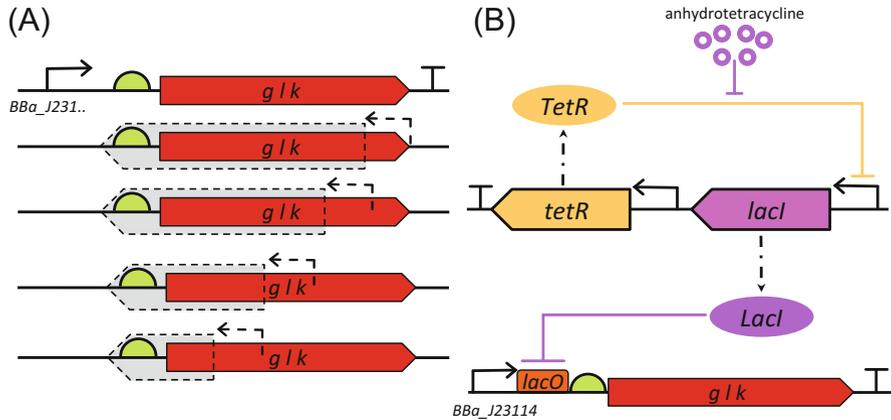 (A)
g l k
BBa_J231..
g l k
g l k
g l k
g l k
(B)
anhydrotetracycline
TetR
tetR
lacI
LacI
lacO
g l k
BBa_J23114